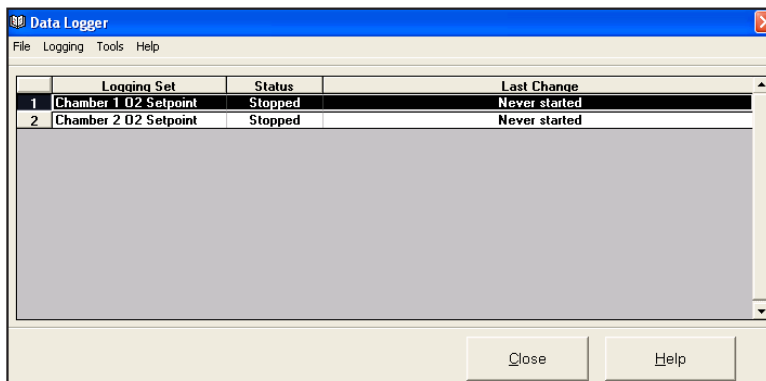 Data Logger
File Logging Tools Help
Logging Set Status Last Change
1 Chamber 1 O2 Setpoint Stopped Never started
2 Chamber 2 O2 Setpoint Stopped Never started
Close Help